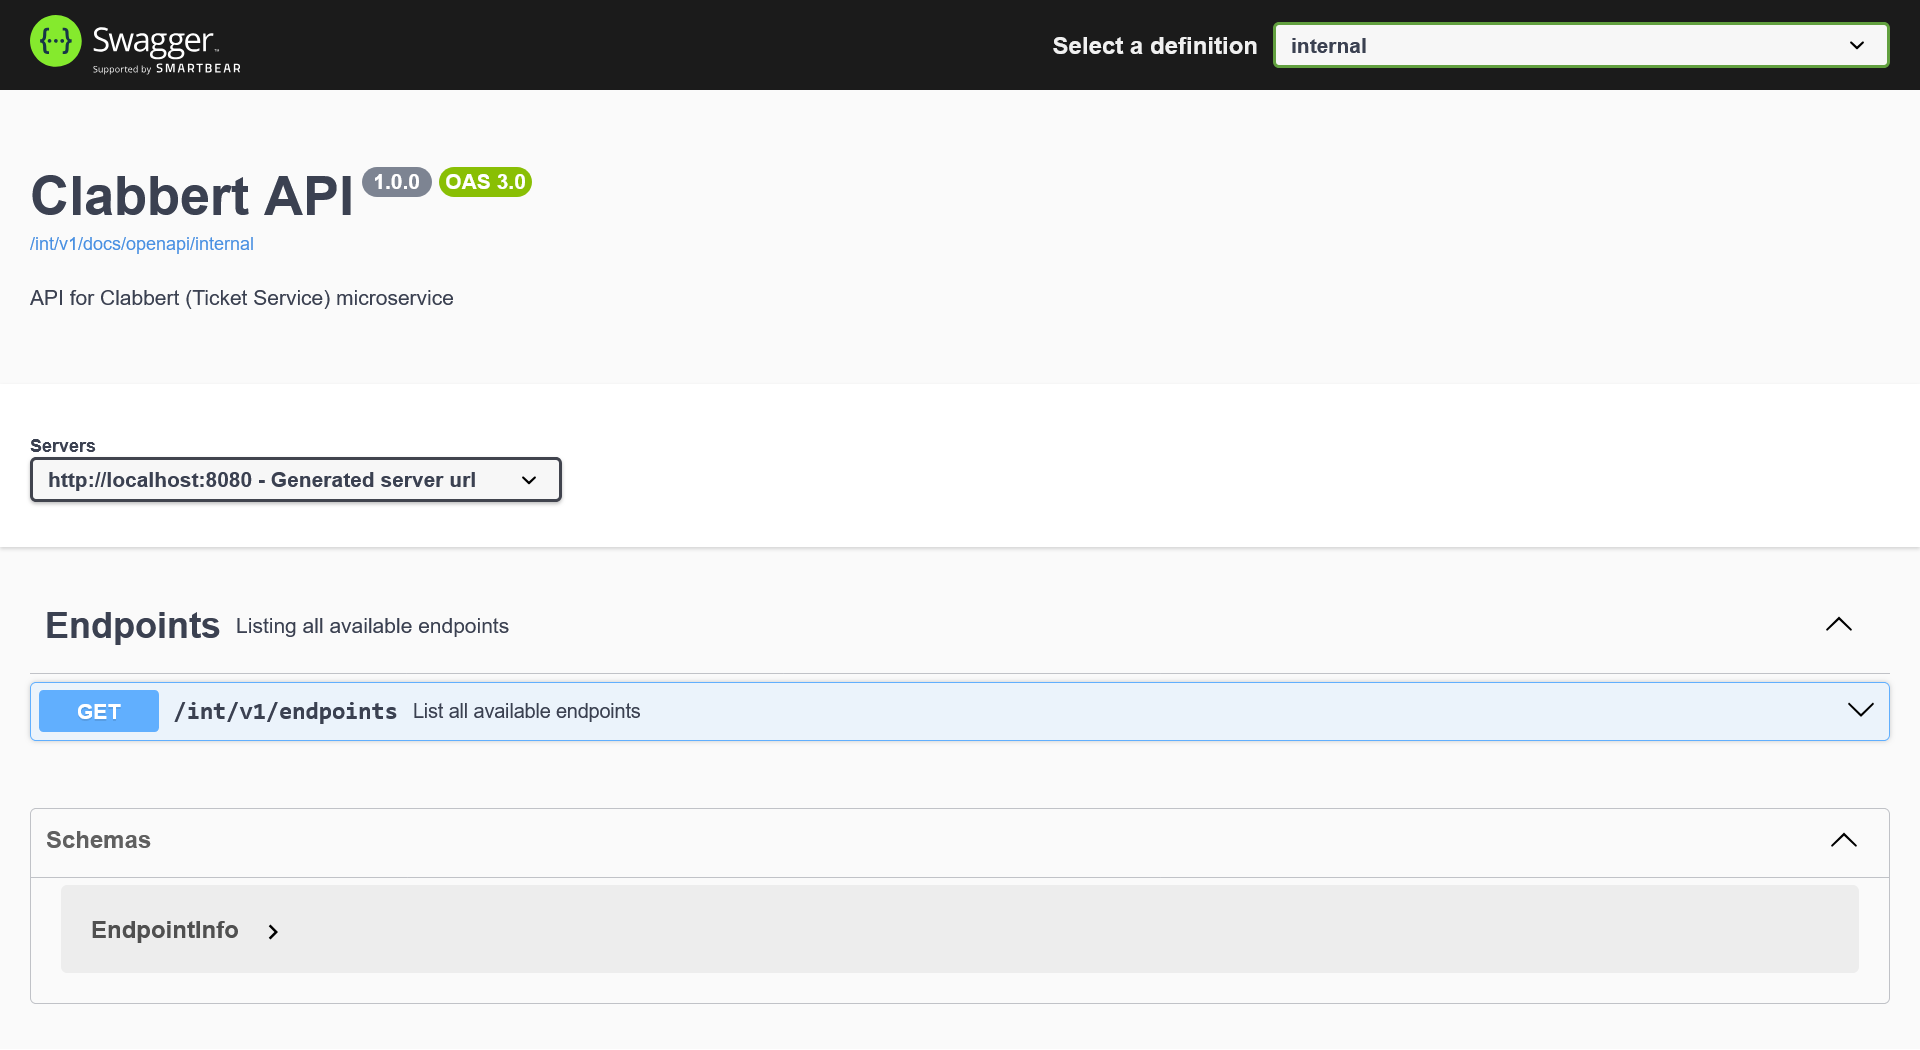 {···} Swagger™
Supported by SMARTBEAR
Select a definition
internal
Clabbert API 1.0.0 OAS 3.0
/int/v1/docs/openapi/internal
API for Clabbert (Ticket Service) microservice
Servers
http://localhost:8080 - Generated server url
Endpoints Listing all available endpoints
GET /int/v1/endpoints List all available endpoints
Schemas
EndpointInfo